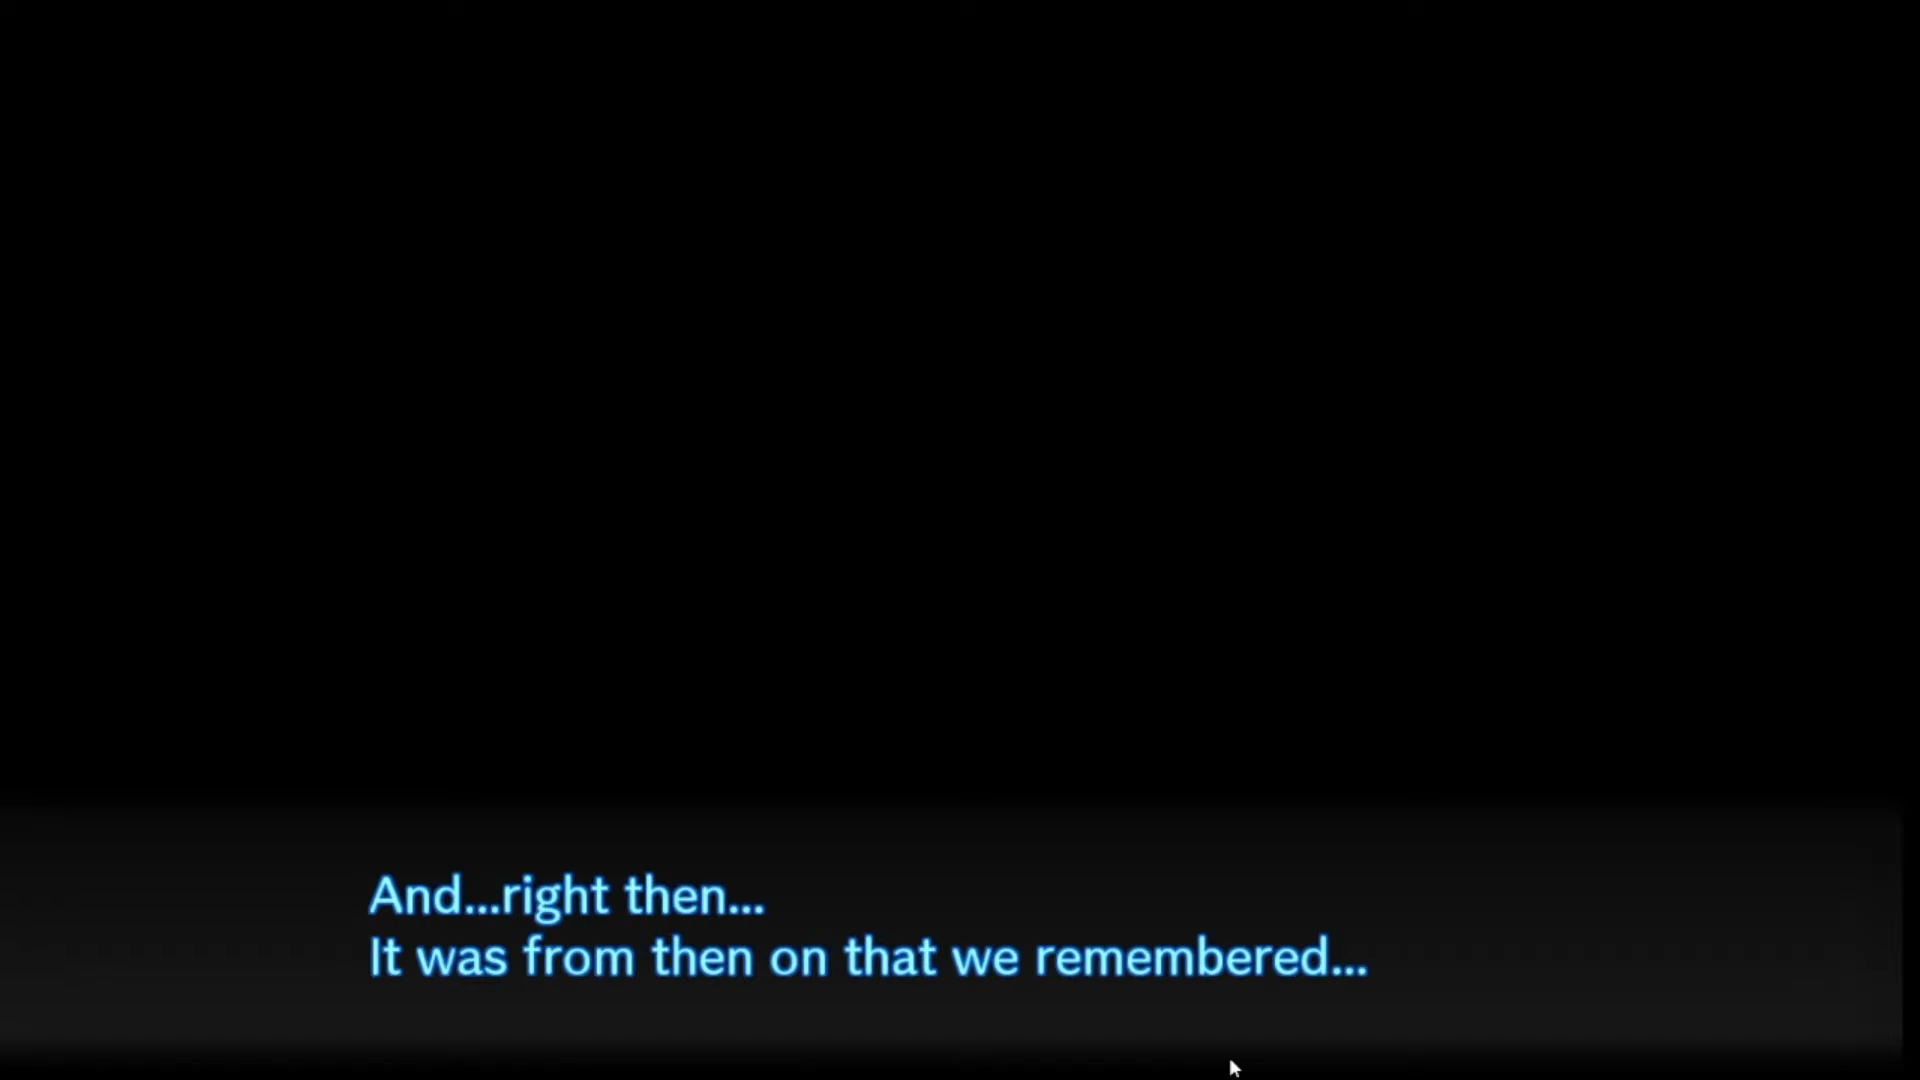 And...right then...
It was from then on that we remembered...